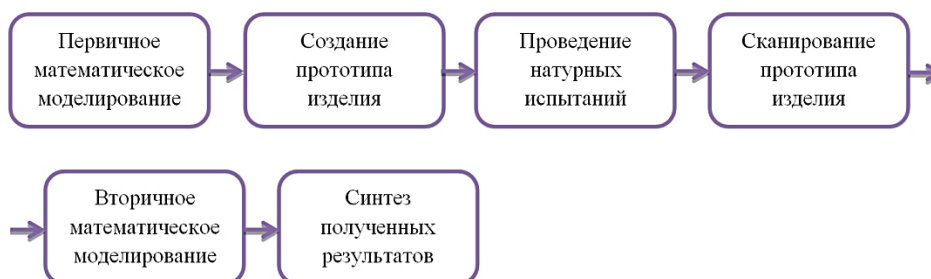 Первичное
математическое
моделирование
Создание
прототипа
изделия
Проведение
натурных
испытаний
Сканирование
прототипа
изделия
Вторичное
математическое
моделирование
Синтез
полученных
результатов